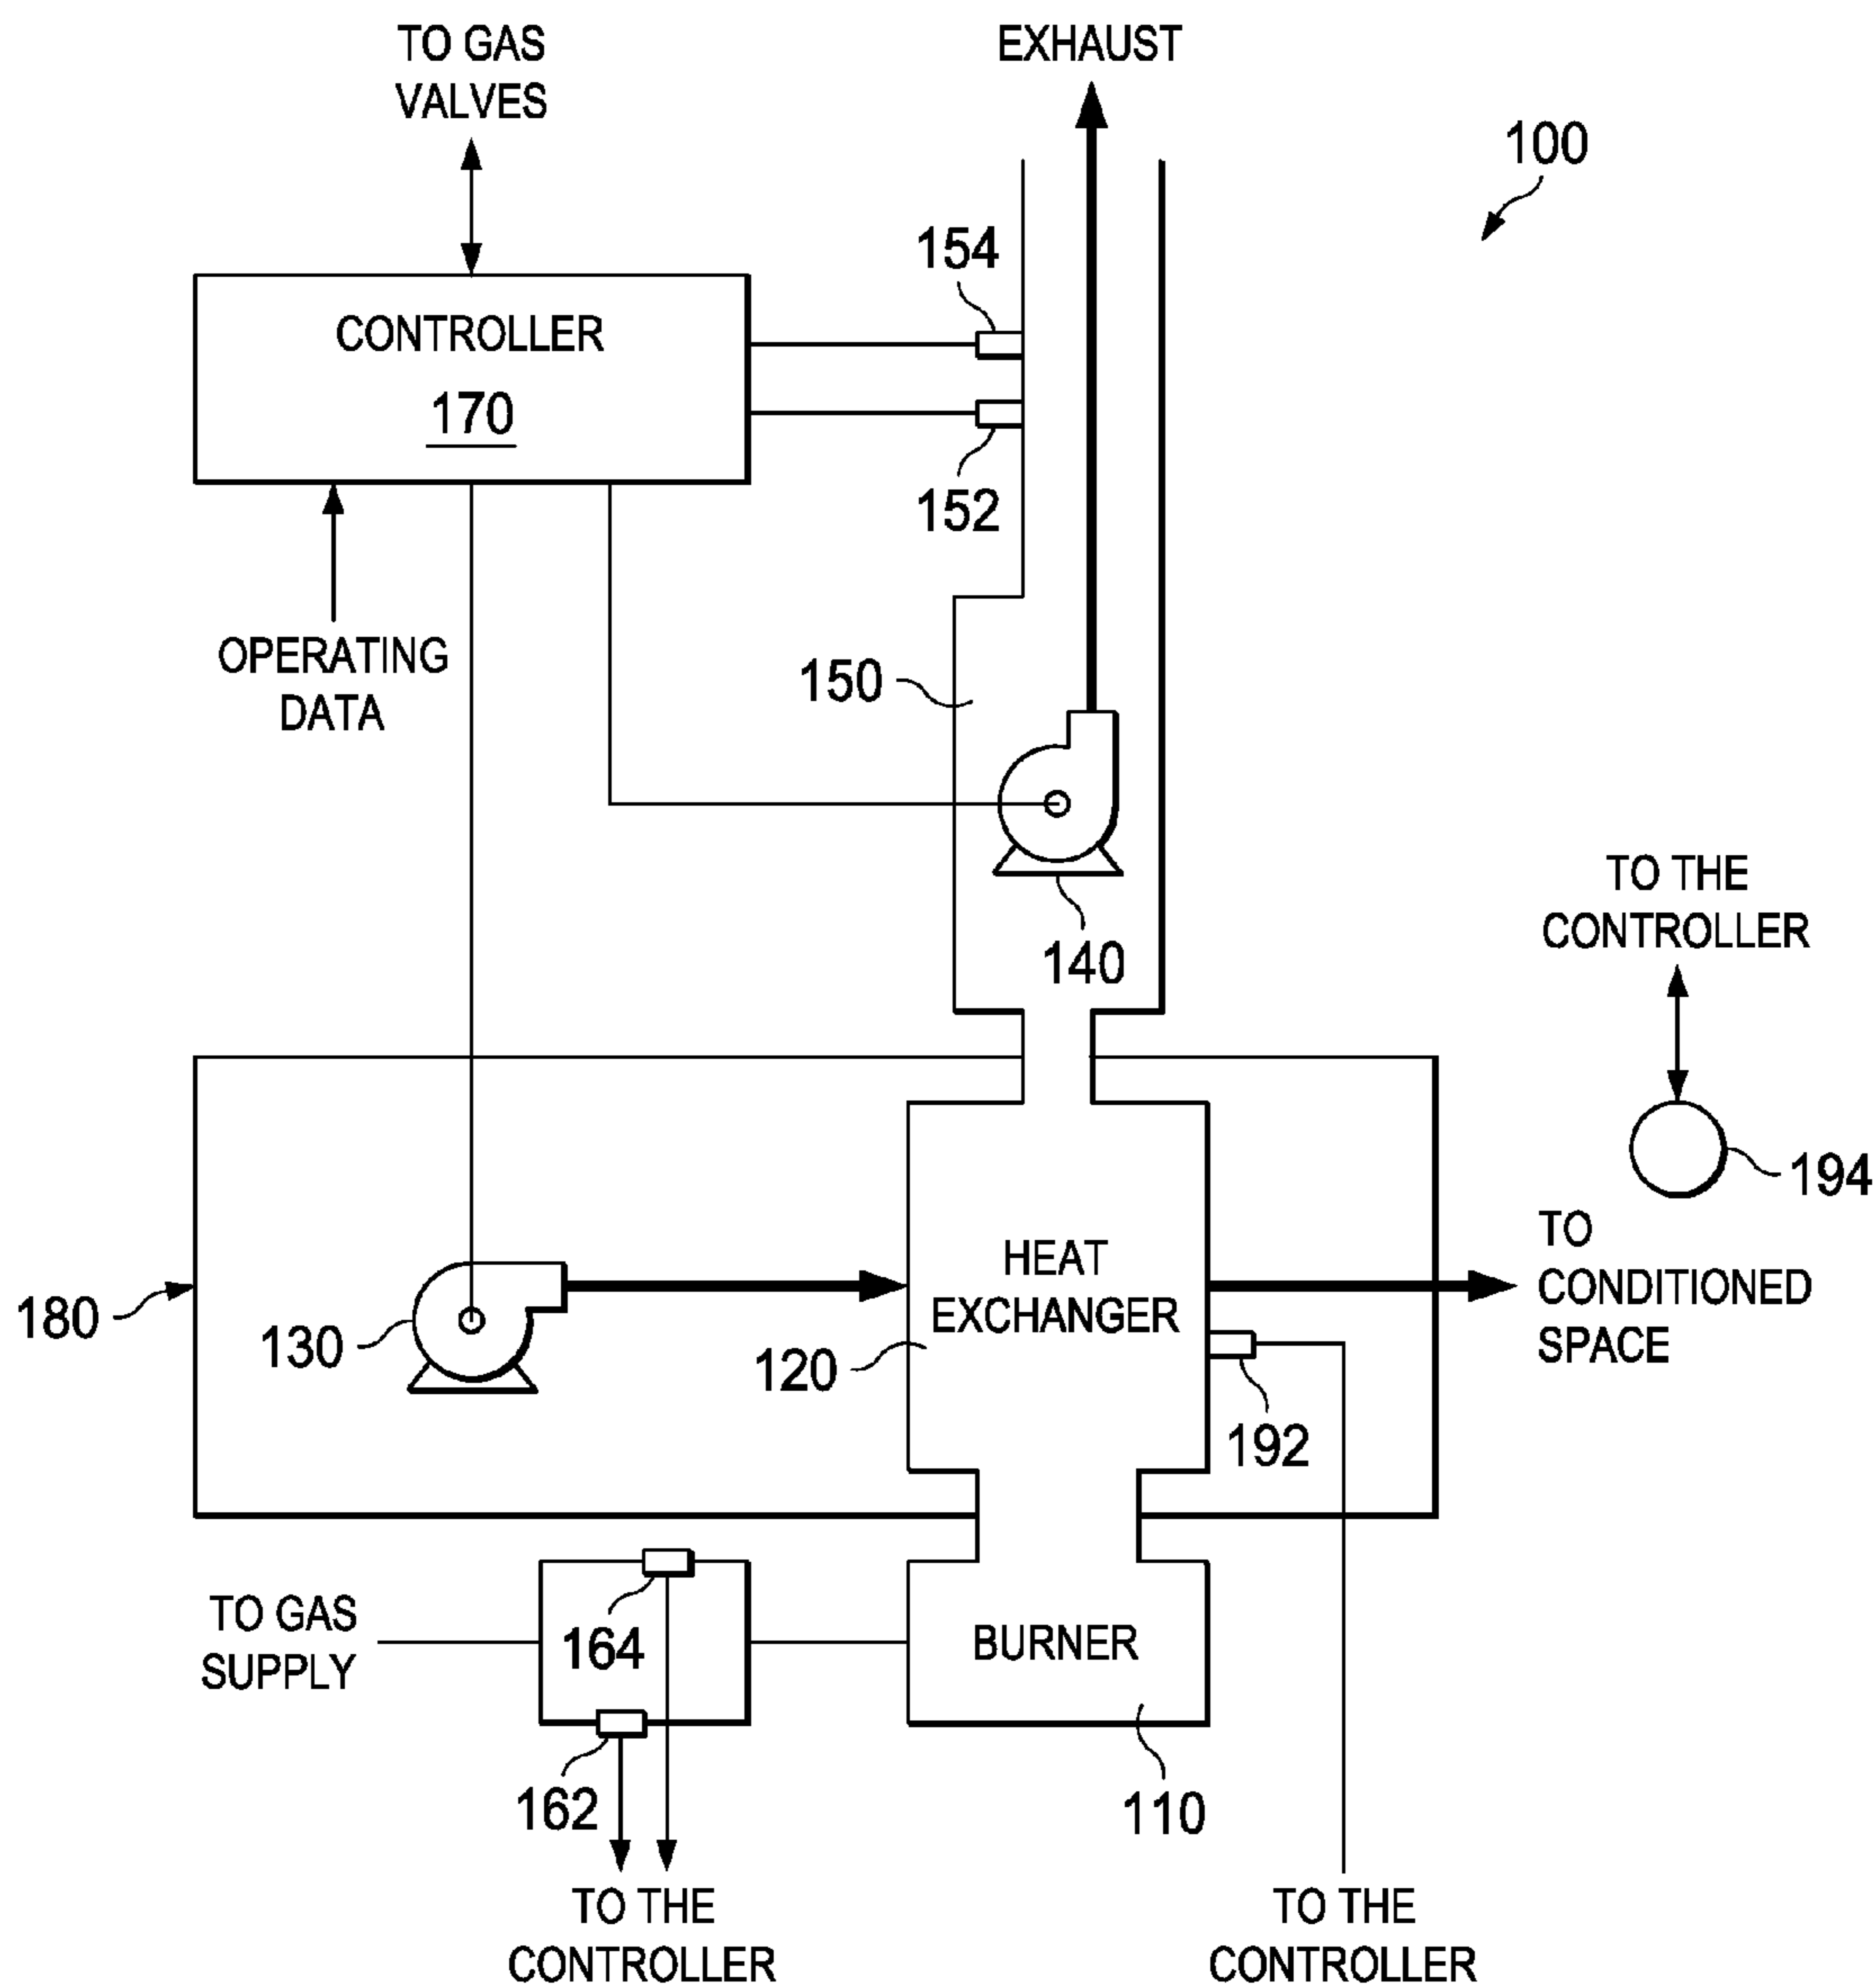 TO GAS
VALVES
EXHAUST
100
154
CONTROLLER
170
152
OPERATING
DATA
150
140
TO THE
CONTROLLER
194
180
130
HEAT
EXCHANGER
120
TO
CONDITIONED
SPACE
192
TO GAS
SUPPLY
164
BURNER
162
110
TO THE
CONTROLLER
TO THE
CONTROLLER